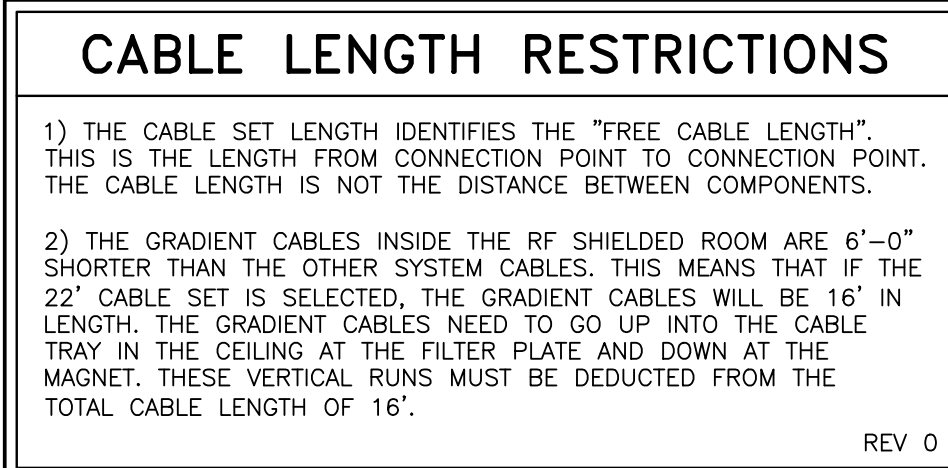 CABLE LENGTH RESTRICTIONS
1) THE CABLE SET LENGTH IDENTIFIES THE "FREE CABLE LENGTH".
THIS IS THE LENGTH FROM CONNECTION POINT TO CONNECTION POINT.
THE CABLE LENGTH IS NOT THE DISTANCE BETWEEN COMPONENTS.
2) THE GRADIENT CABLES INSIDE THE RF SHIELDED ROOM ARE 6'-0"
SHORTER THAN THE OTHER SYSTEM CABLES. THIS MEANS THAT IF THE
22' CABLE SET IS SELECTED, THE GRADIENT CABLES WILL BE 16' IN
LENGTH. THE GRADIENT CABLES NEED TO GO UP INTO THE CABLE
TRAY IN THE CEILING AT THE FILTER PLATE AND DOWN AT THE
MAGNET. THESE VERTICAL RUNS MUST BE DEDUCTED FROM THE
TOTAL CABLE LENGTH OF 16'.
REV 0